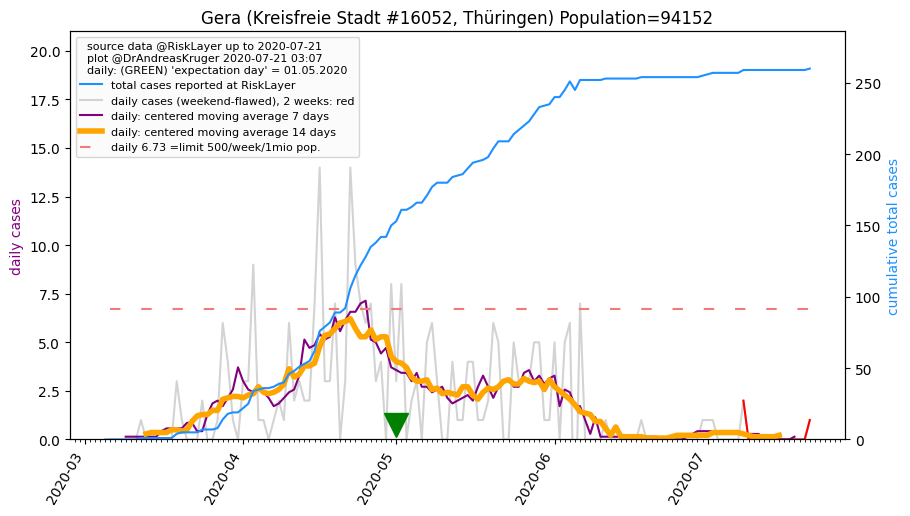 Gera (Kreisfreie Stadt #16052, Thüringen) Population=94152
source data @RiskLayer up to 2020-07-21
plot @DrAndreasKruger 2020-07-21 03:07
daily: (GREEN) 'expectation day' = 01.05.2020
total cases reported at RiskLayer
daily cases (weekend-flawed), 2 weeks: red
daily: centered moving average 7 days
daily: centered moving average 14 days
daily 6.73 =limit 500/week/1mio pop.
daily cases
20.0
17.5
15.0
12.5
10.0
7.5
5.0
2.5
0.0
250
200
150
100
50
0
cumulative total cases
2020-03
2020-04
2020-05
2020-06
2020-07